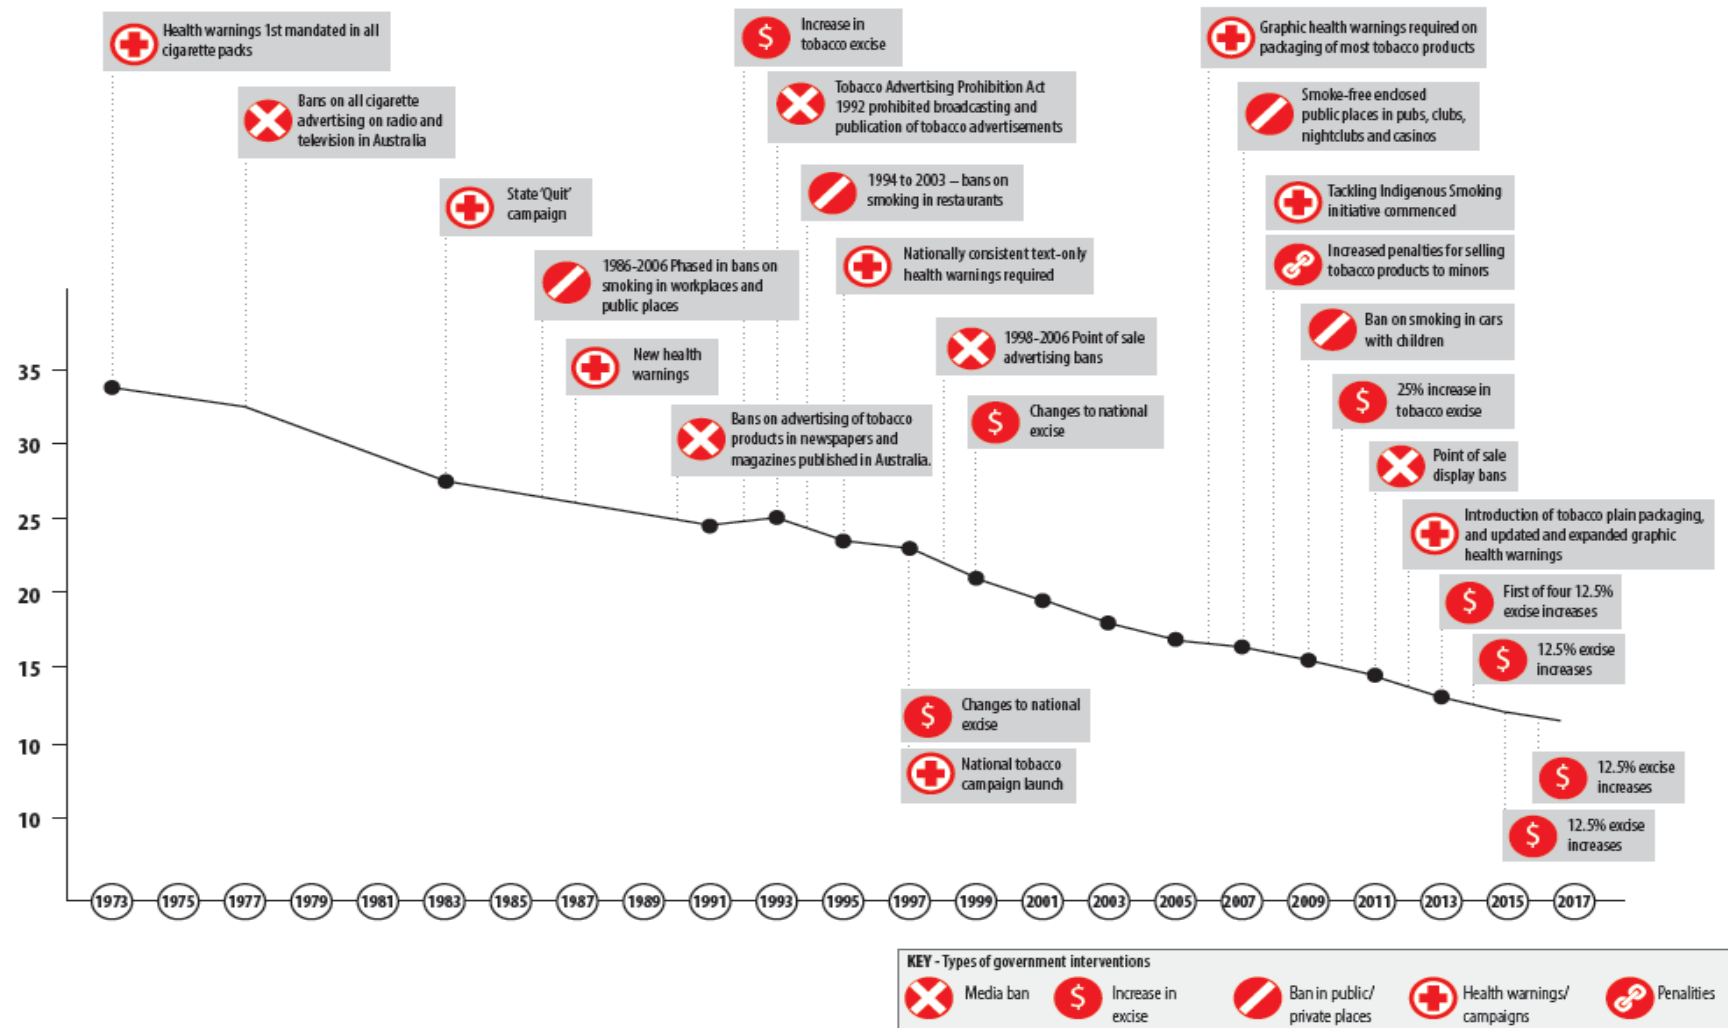 Health warnings 1st mandated in all
cigarette packs
Bans on all cigarette
advertising on radio and
television in Australia
State ‘Quit’
campaign
1986-2006 Phased in bans on
smoking in workplaces and
public places
New health
warnings
Bans on advertising of tobacco
products in newspapers and
magazines published in Australia.
$
Increase in
tobacco excise
Tobacco Advertising Prohibition Act
1992 prohibited broadcasting and
publication of tobacco advertisements
1994 to 2003 – bans on
smoking in restaurants
Nationally consistent text-only
health warnings required
1998-2006 Point of sale
advertising bans
$
Changes to national
excise
Graphic health warnings required on
packaging of most tobacco products
Smoke-free enclosed
public places in pubs, clubs,
nightclubs and casinos
Tackling Indigenous Smoking
initiative commenced
Increased penalties for selling
tobacco products to minors
Ban on smoking in cars
with children
$
25% increase in
tobacco excise
Point of sale
display bans
Introduction of tobacco plain packaging,
and updated and expanded graphic
health warnings
$
First of four 12.5%
excise increases
$
12.5% excise
increases
$
Changes to national
excise
National tobacco
campaign launch
$
12.5% excise
increases
$
12.5% excise
increases
35
30
25
20
15
10
10
1973 1975 1977 1979 1981 1983 1985 1987 1989 1991 1993 1995 1997 1999 2001 2003 2005 2007 2009 2011 2013 2015 2017
KEY - Types of government interventions
Media ban
$
Increase in
excise
Ban in public/
private places
Health warnings/
campaigns
Penalities